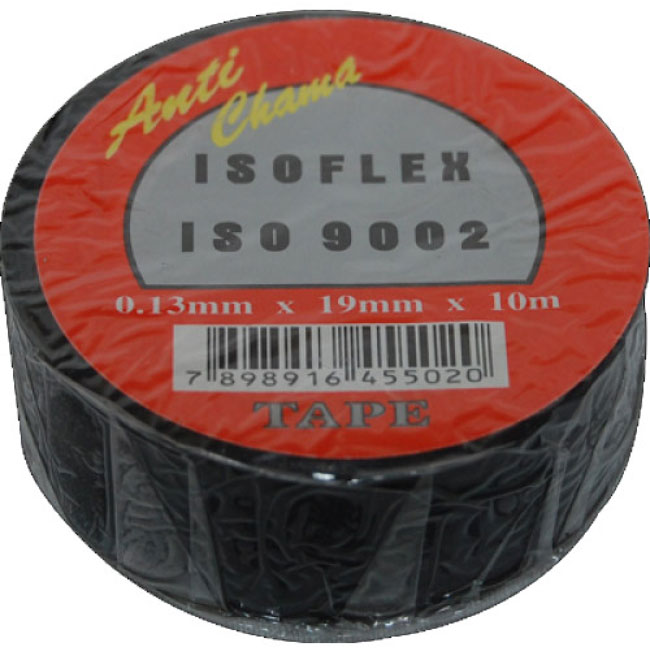 Anti
Chama
ISOFLEX
ISO 9002
0.13mm x 19mm x 10m
7 898916 455020
TAPE